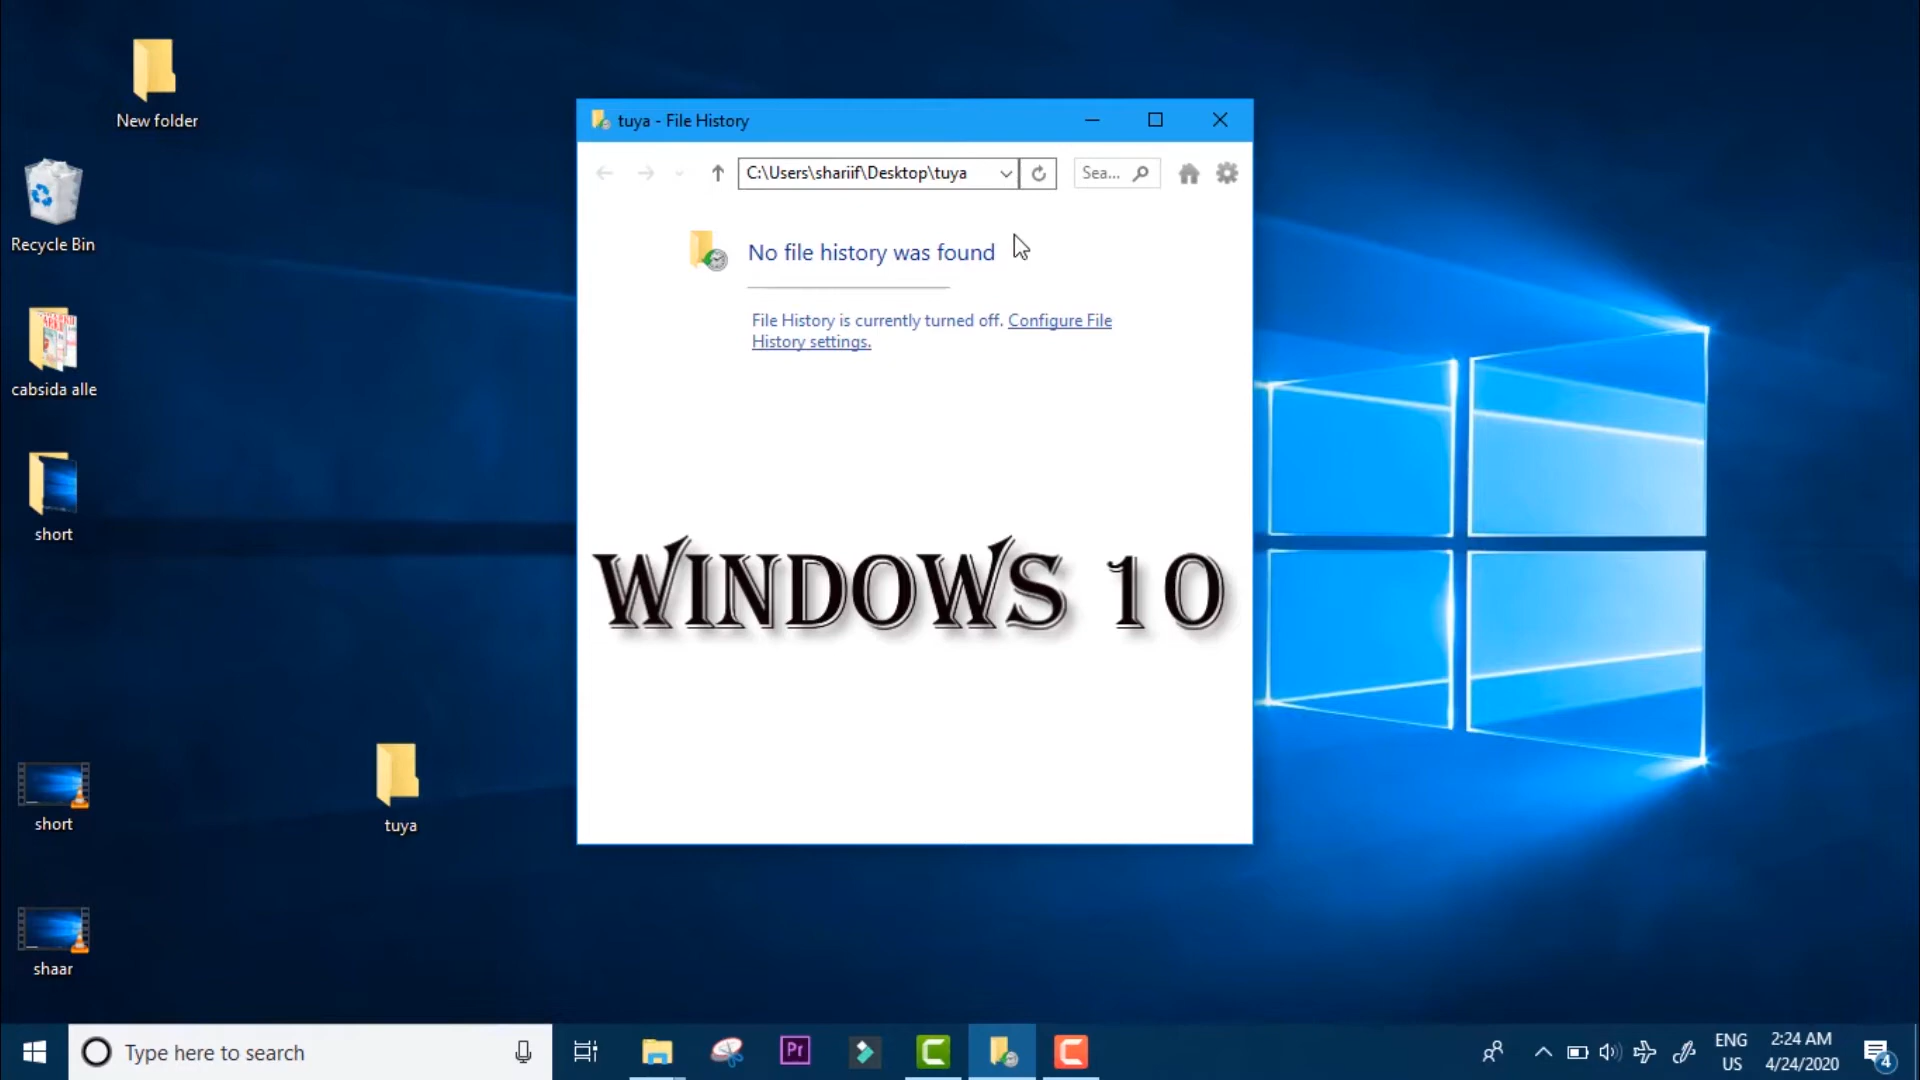 New folder
Recycle Bin
cabsida alle
short
short
shaar
tuya
tuya - File History
C:\Users\shariif\Desktop\tuya
Sea...
No file history was found
File History is currently turned off. Configure File
History settings.
WINDOWS 10
Type here to search
Pr
ENG
US
2:24 AM
4/24/2020
4